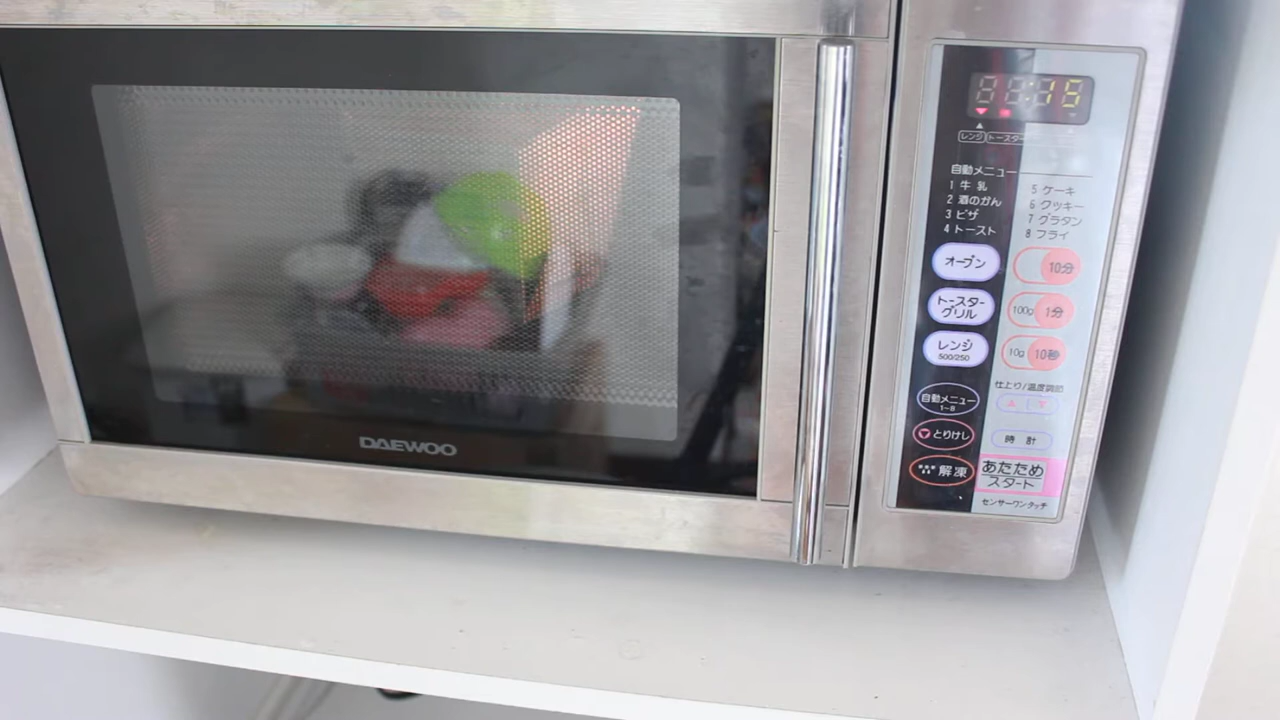 :15
レンジ トースター
自動メニュー
1 牛 乳
2 酒のかん
3 ピザ
4 トースト
5 ケーキ
6 クッキー
7 グラタン
8 フライ
オーブン
10分
トースター
グリル
100g 1分
レンジ
500/250
10g 10秒
仕上り/温度調節
自動メニュー
1~8
とりけし
時 計
解凍
あたため
スタート
センサーワンタッチ
DAEWOO